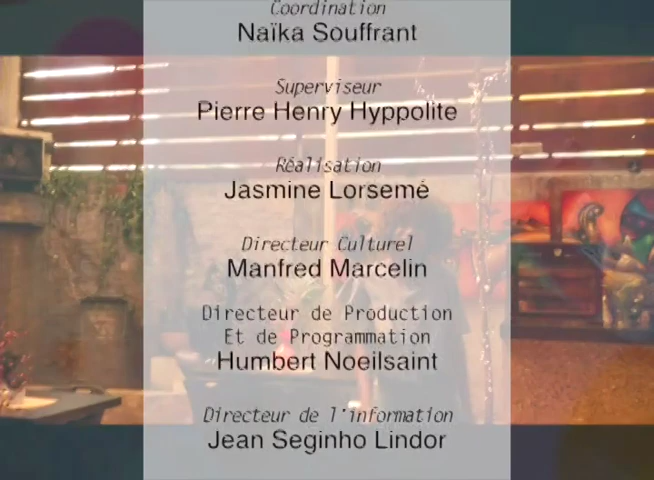 Coordination
Naïka Souffrant
Superviseur
Pierre Henry Hyppolite
Réalisation
Jasmine Lorsemé
Directeur Culturel
Manfred Marcelin
Directeur de Production
Et de Programmation
Humbert Noeilsaint
Directeur de l'information
Jean Seginho Lindor